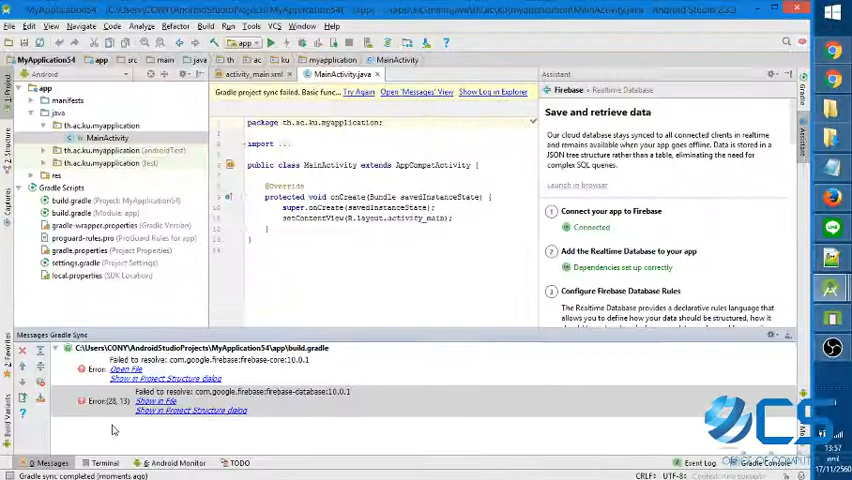 File Edit View Navigate Code Analyze Refactor Build Run Tools VCS Window Help
MyApplication54 app src main java th ac ku myapplication MainActivity
Android
app
manifests
java
th.ac.ku.myapplication
MainActivity
th.ac.ku.myapplication (androidTest)
th.ac.ku.myapplication (test)
res
Gradle Scripts
build.gradle (Project: MyApplication54)
build.gradle (Module: app)
gradle-wrapper.properties (Gradle Version)
proguard-rules.pro (ProGuard Rules for app)
gradle.properties (Project Properties)
settings.gradle (Project Settings)
local.properties (SDK Location)
activity_main.xml MainActivity.java
Gradle project sync failed. Basic func... Try Again Open 'Messages' View Show Log in Explorer
package th.ac.ku.myapplication;
import ...
public class MainActivity extends AppCompatActivity {
@Override
protected void onCreate(Bundle savedInstanceState) {
super.onCreate(savedInstanceState);
setContentView(R.layout.activity_main);
}
}
Assistant
Firebase › Realtime Database
Save and retrieve data
Our cloud database stays synced to all connected clients in realtime
and remains available when your app goes offline. Data is stored in a
JSON tree structure rather than a table, eliminating the need for
complex SQL queries.
Launch in browser
1 Connect your app to Firebase
Connected
2 Add the Realtime Database to your app
Dependencies set up correctly
3 Configure Firebase Database Rules
The Realtime Database provides a declarative rules language that
allows you to define how your data should be structured, how it
Messages Gradle Sync
C:\Users\CONY\AndroidStudioProjects\MyApplication54\app\build.gradle
Failed to resolve: com.google.firebase:firebase-core:10.0.1
Error: Open File
Show in Project Structure dialog
Failed to resolve: com.google.firebase:firebase-database:10.0.1
Error:(28, 13) Show in File
Show in Project Structure dialog
0: Messages Terminal 6: Android Monitor TODO Event Log Gradle Console
Gradle sync completed (moments ago) CRLF÷ UTF-8÷
CS
13:57
17/11/2560